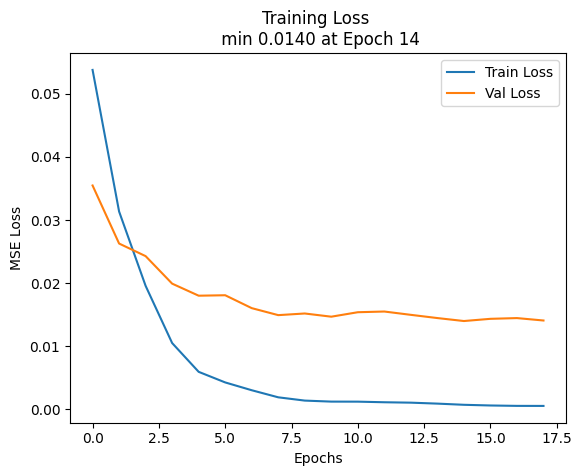 Training Loss
min 0.0140 at Epoch 14
Train Loss
Val Loss
MSE Loss
0.05
0.04
0.03
0.02
0.01
0.00
0.0 2.5 5.0 7.5 10.0 12.5 15.0 17.5
Epochs